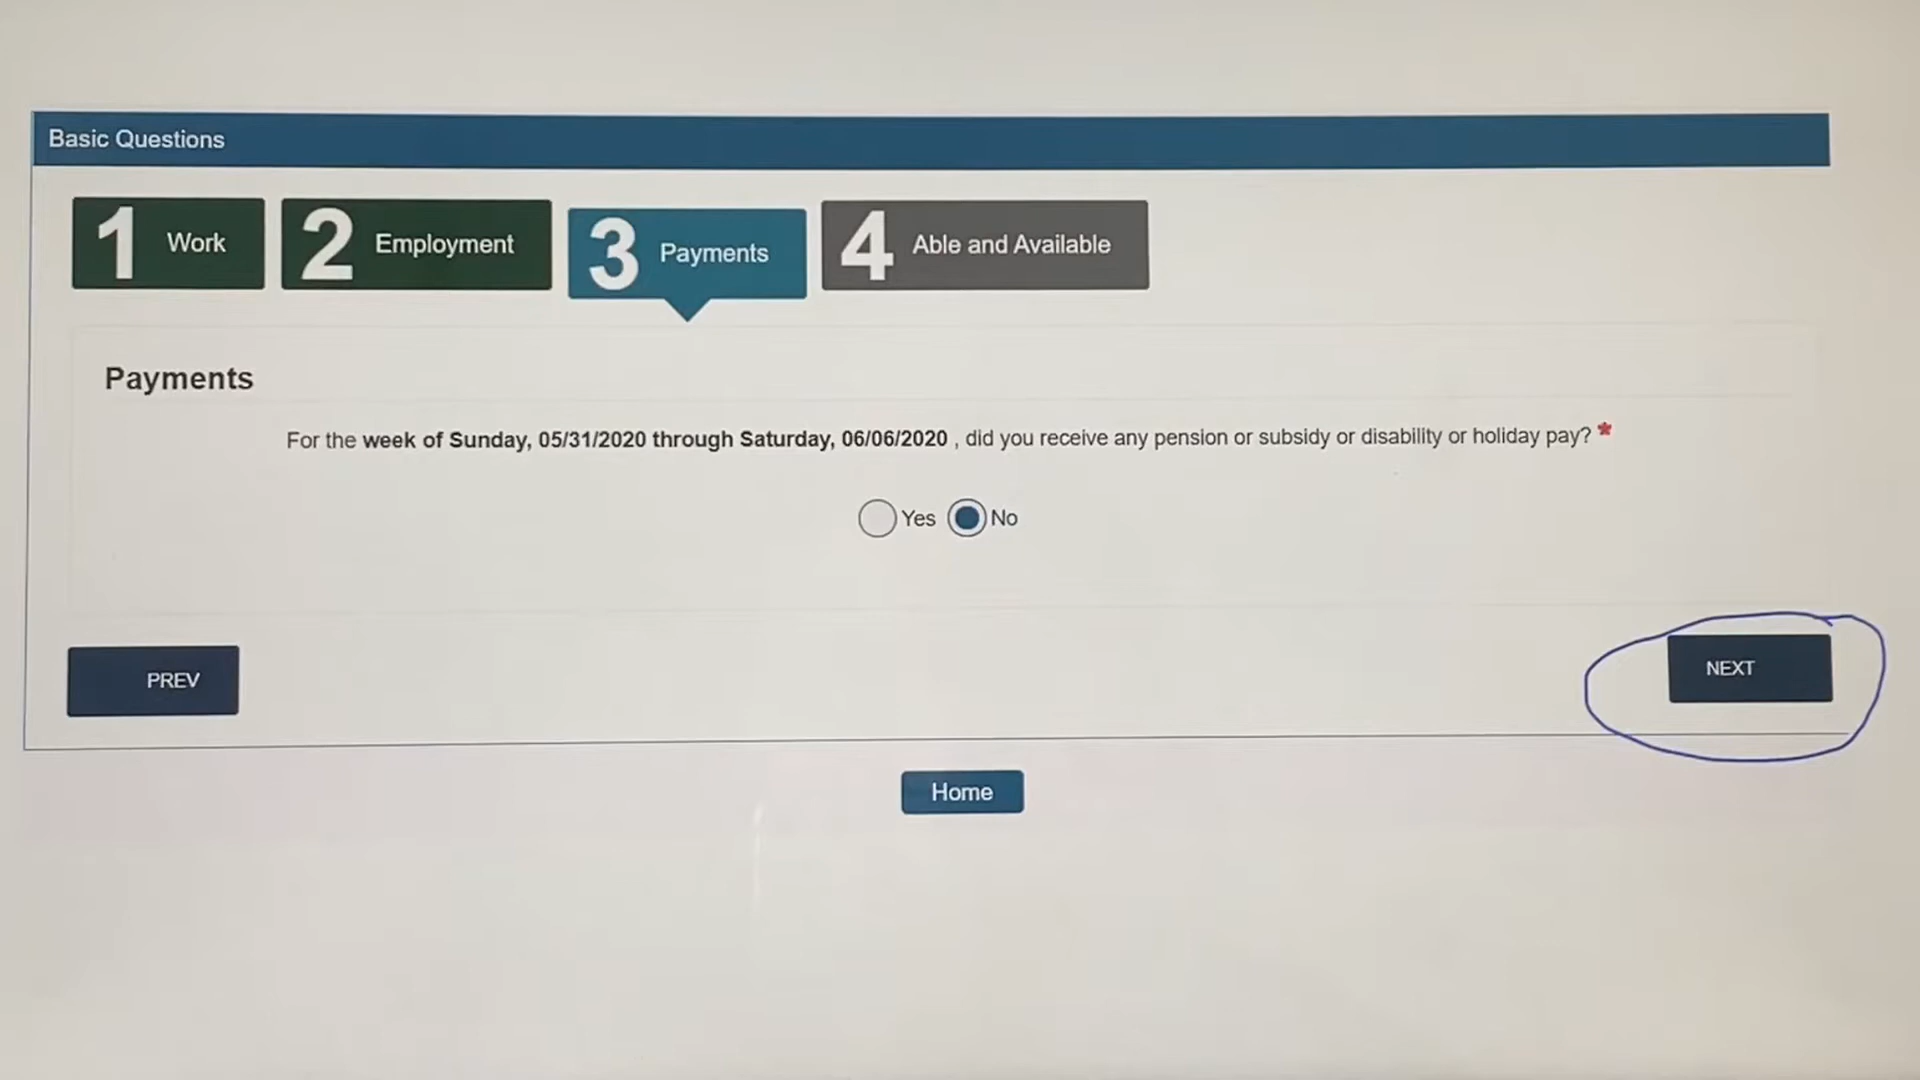 Basic Questions
1 Work 2 Employment 3 Payments 4 Able and Available
Payments
For the week of Sunday, 05/31/2020 through Saturday, 06/06/2020 , did you receive any pension or subsidy or disability or holiday pay? *
Yes No
PREV NEXT
Home